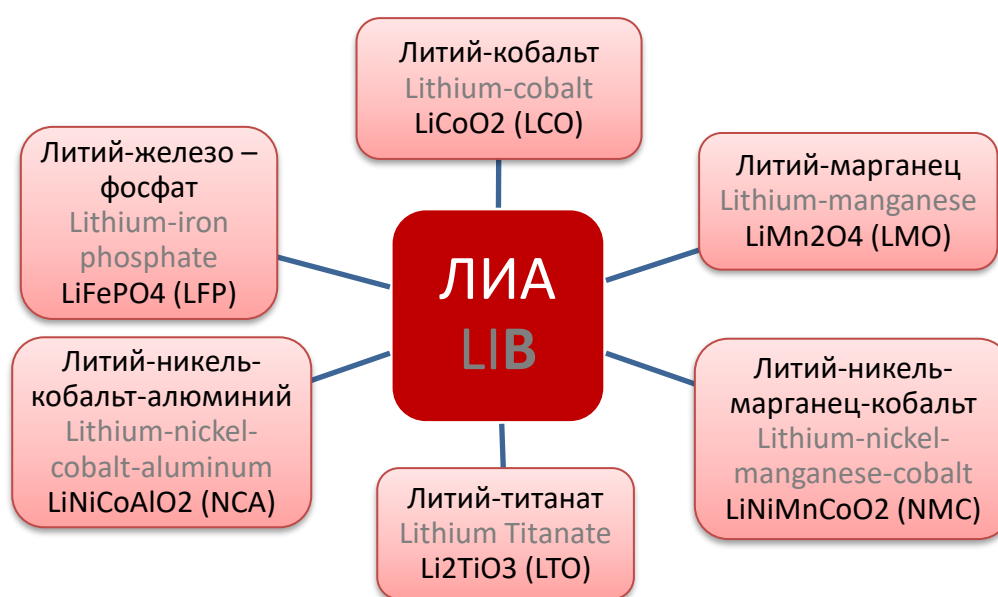 Литий-кобальт
Lithium-cobalt
LiCoO2 (LCO)
Литий-железо –
фосфат
Lithium-iron
phosphate
LiFePO4 (LFP)
Литий-марганец
Lithium-manganese
LiMn2O4 (LMO)
ЛИА
LIB
Литий-никель-
кобальт-алюминий
Lithium-nickel-
cobalt-aluminum
LiNiCoAlO2 (NCA)
Литий-никель-
марганец-кобальт
Lithium-nickel-
manganese-cobalt
LiNiMnCoO2 (NMC)
Литий-титанат
Lithium Titanate
Li2TiO3 (LTO)